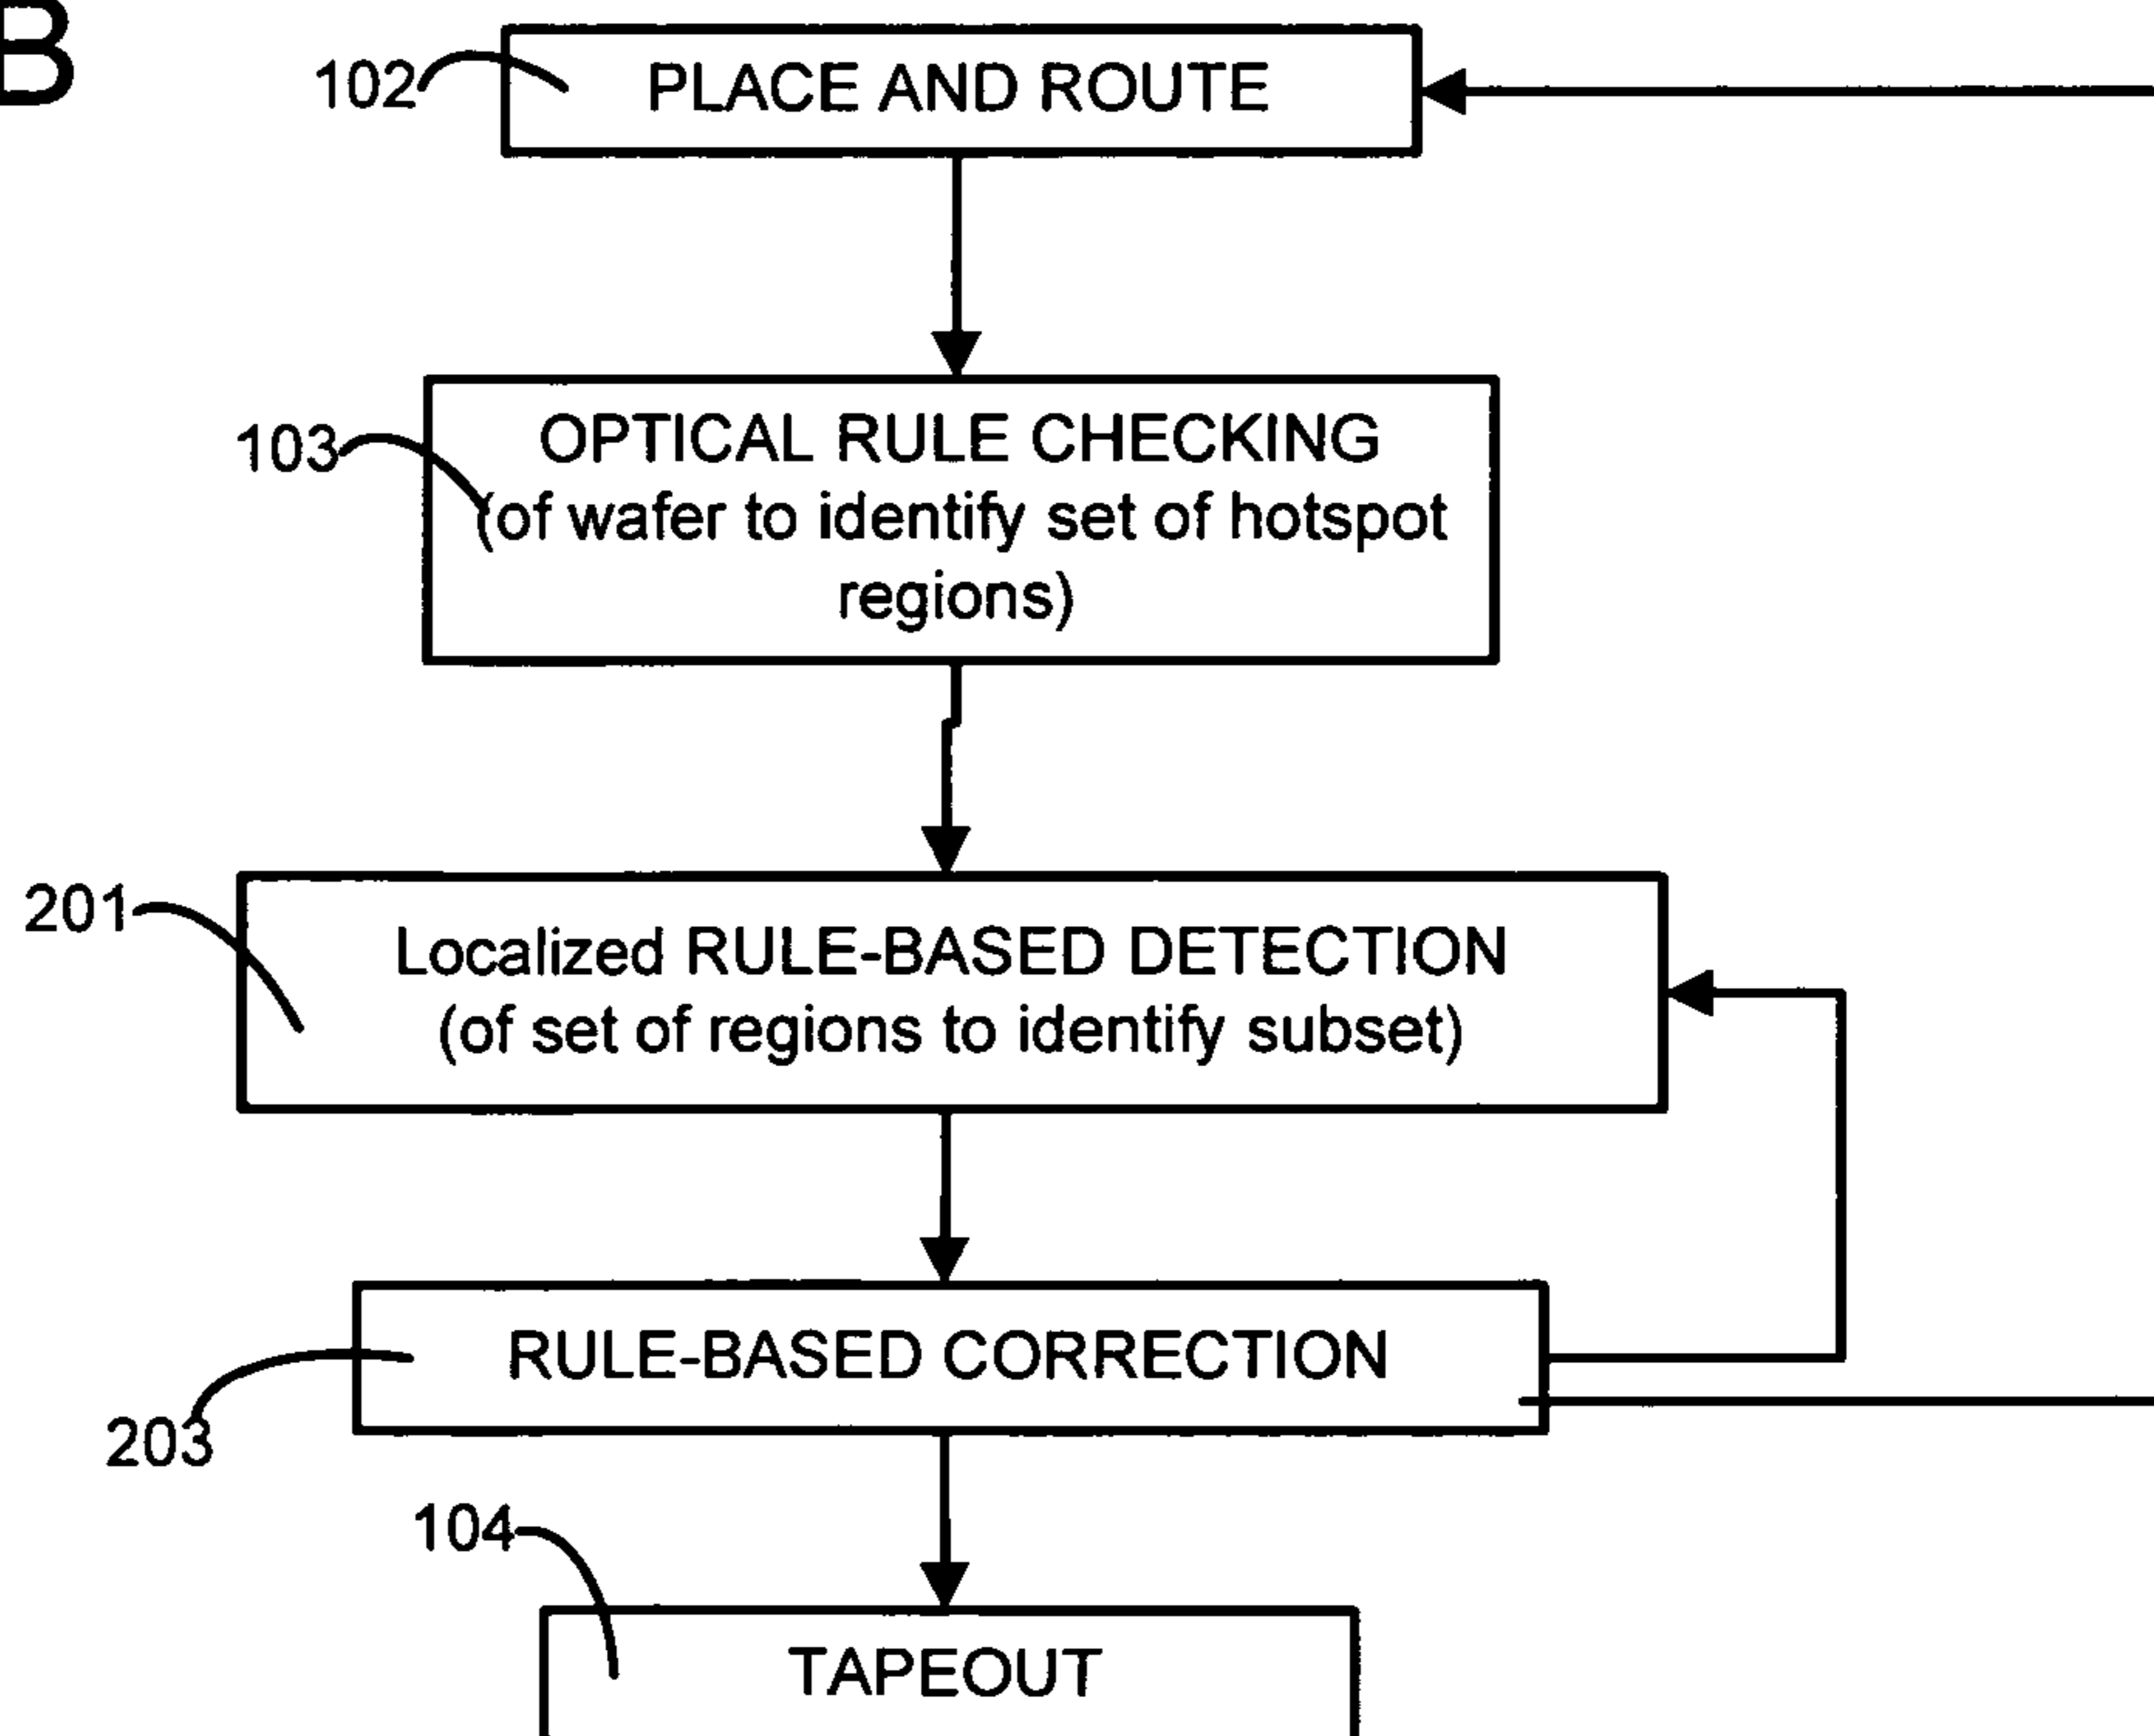 B
102
PLACE AND ROUTE
103
OPTICAL RULE CHECKING
(of wafer to identify set of hotspot
regions)
201
Localized RULE-BASED DETECTION
(of set of regions to identify subset)
RULE-BASED CORRECTION
203
104
TAPEOUT